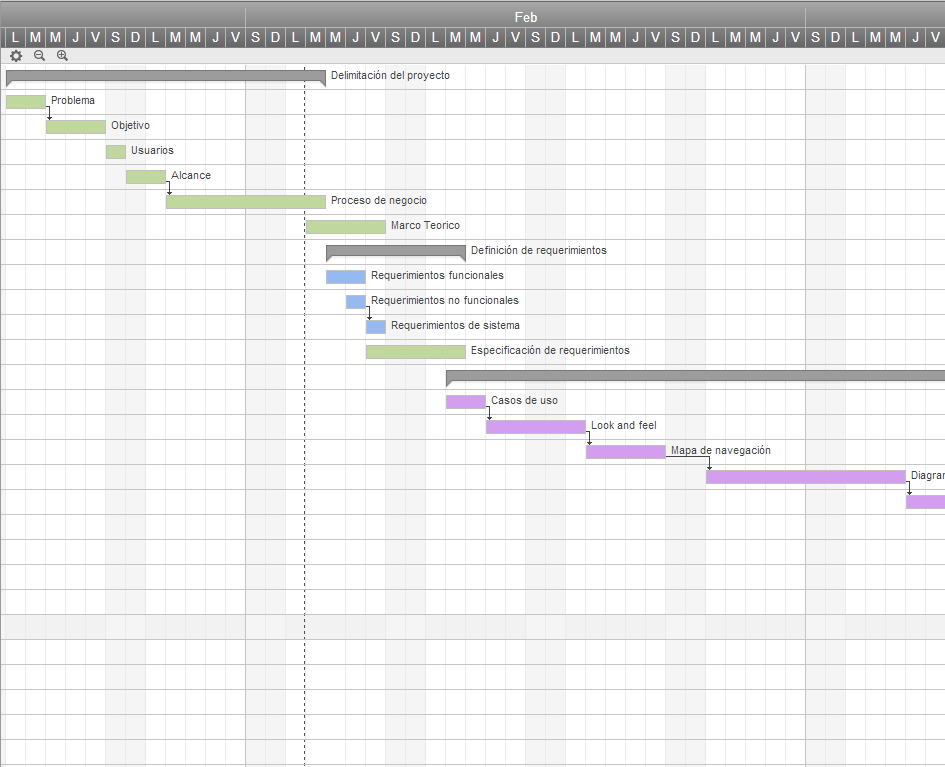 Feb
L M M J V S D L M M J V S D L M M J V S D L M M J V S D L M M J V S D L M M J V S D L M M J V
Delimitación del proyecto
Problema
Objetivo
Usuarios
Alcance
Proceso de negocio
Marco Teorico
Definición de requerimientos
Requerimientos funcionales
Requerimientos no funcionales
Requerimientos de sistema
Especificación de requerimientos
Casos de uso
Look and feel
Mapa de navegación